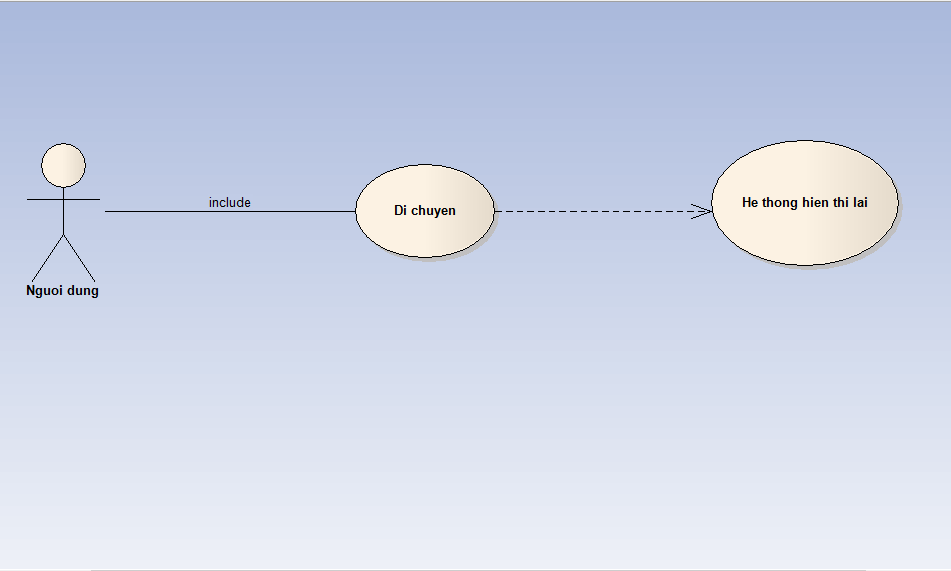 include
Di chuyen
He thong hien thi lai
Nguoi dung